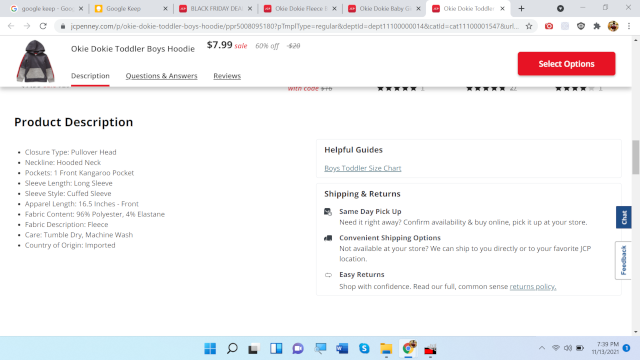 google keep - Goo
Google Keep
BLACK FRIDAY DEA
Okie Dokie Fleece B
Okie Dokie Baby G
Okie Dokie Toddle
jcpenney.com/p/okie-dokie-toddler-boys-hoodie/ppr5008095180?pTmplType=regular&deptId=dept11100000014&catId=cat11100001547&url...
Okie Dokie Toddler Boys Hoodie $7.99 sale 60% off $20
Select Options
Description Questions & Answers Reviews
with code $16
Product Description
Closure Type: Pullover Head
Neckline: Hooded Neck
Pockets: 1 Front Kangaroo Pocket
Sleeve Length: Long Sleeve
Sleeve Style: Cuffed Sleeve
Apparel Length: 16.5 Inches - Front
Fabric Content: 96% Polyester, 4% Elastane
Fabric Description: Fleece
Care: Tumble Dry, Machine Wash
Country of Origin: Imported
Helpful Guides
Boys Toddler Size Chart
Shipping & Returns
Same Day Pick Up
Need it right away? Confirm availability & buy online, pick it up at your store.
Convenient Shipping Options
Not available at your store? We can ship to you directly or to your favorite JCP
location.
Easy Returns
Shop with confidence. Read our full, common sense returns policy.
Chat
Feedback
7:39 PM
11/13/2021